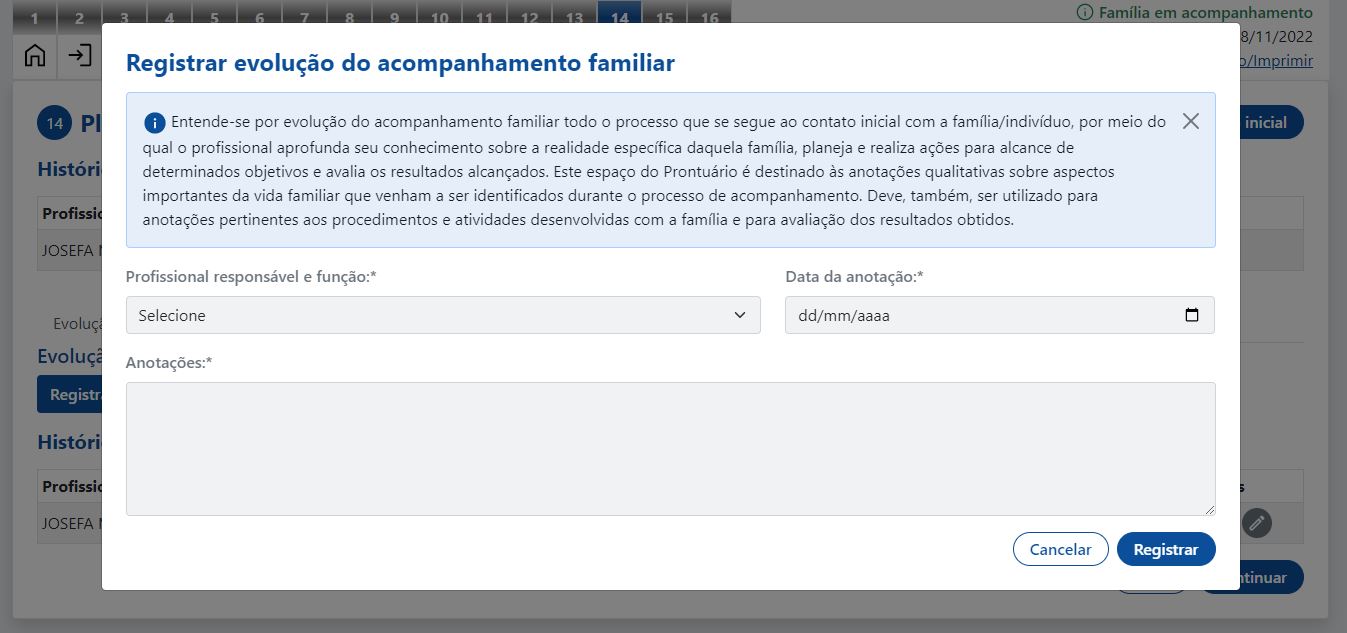 1 2 3 4 5 6 7 8 9 10 11 12 13 14 15 16
Família em acompanhamento
8/11/2022
o/Imprimir
Registrar evolução do acompanhamento familiar
Entende-se por evolução do acompanhamento familiar todo o processo que se segue ao contato inicial com a família/indivíduo, por meio do
qual o profissional aprofunda seu conhecimento sobre a realidade específica daquela família, planeja e realiza ações para alcance de
determinados objetivos e avalia os resultados alcançados. Este espaço do Prontuário é destinado às anotações qualitativas sobre aspectos
importantes da vida familiar que venham a ser identificados durante o processo de acompanhamento. Deve, também, ser utilizado para
anotações pertinentes aos procedimentos e atividades desenvolvidas com a família e para avaliação dos resultados obtidos.
14 Pl
inicial
Históri
Profissio
JOSEFA
Profissional responsável e função:*
Data da anotação:*
Selecione
dd/mm/aaaa
Evoluçã
Evoluçã
Anotações:*
Registra
Históri
Profissio
s
JOSEFA
Cancelar
Registrar
ntinuar